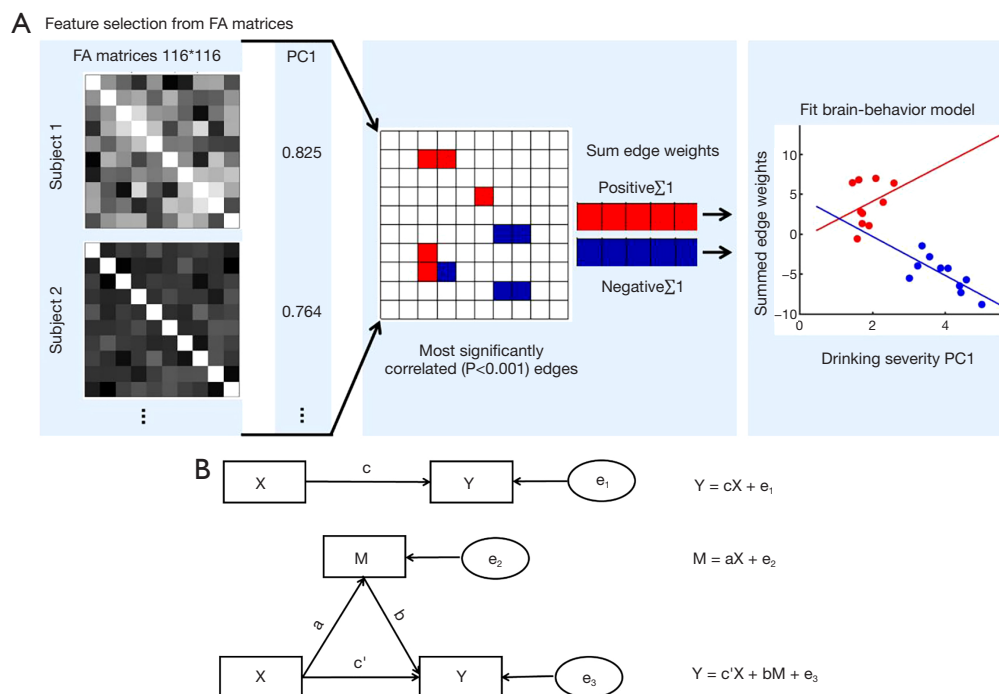 A Feature selection from FA matrices
FA matrices 116*116
PC1
Subject 1
0.825
Subject 2
0.764
...
...
Most significantly
correlated (P<0.001) edges
Sum edge weights
Positive∑1
Negative∑1
Fit brain-behavior model
Summed edge weights
10
5
0
−5
−10
0
2
4
Drinking severity PC1
B
X
c
Y
e₁
Y = cX + e₁
M
e₂
M = aX + e₂
a
b
X
c'
Y
e₃
Y = c'X + bM + e₃